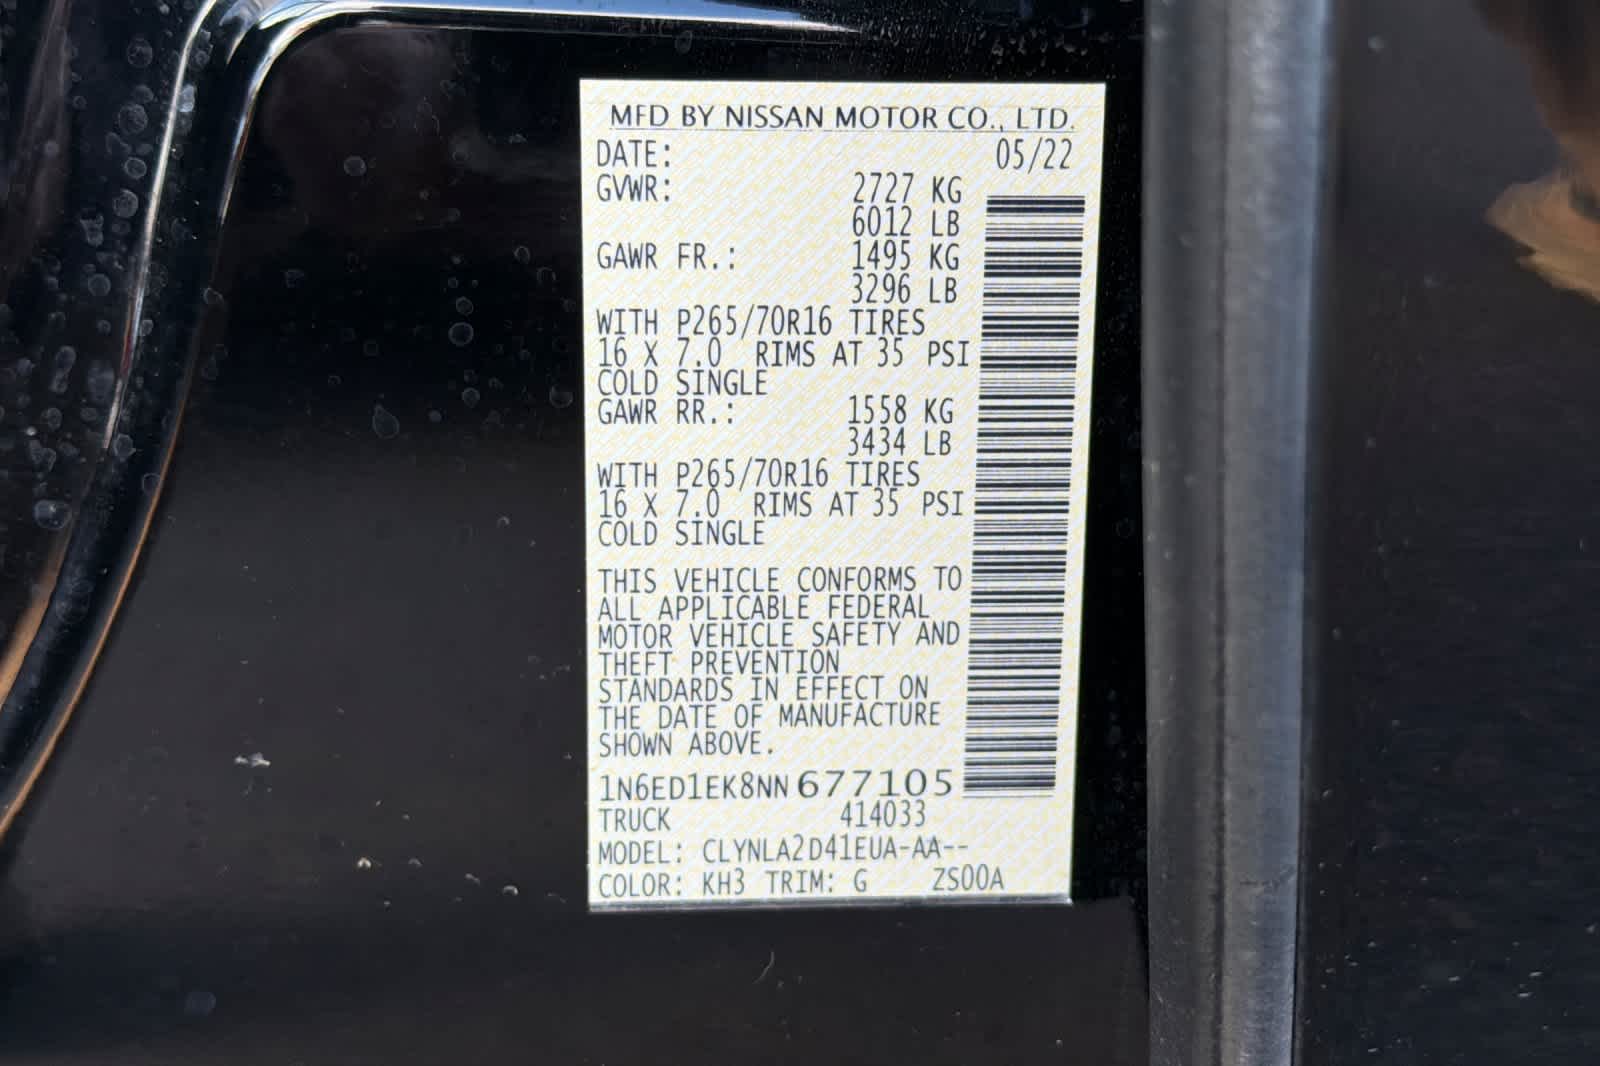 MFD BY NISSAN MOTOR CO., LTD.
DATE: 05/22
GVWR: 2727 KG
6012 LB
GAWR FR.: 1495 KG
3296 LB
WITH P265/70R16 TIRES
16 X 7.0 RIMS AT 35 PSI
COLD SINGLE
GAWR RR.: 1558 KG
3434 LB
WITH P265/70R16 TIRES
16 X 7.0 RIMS AT 35 PSI
COLD SINGLE
THIS VEHICLE CONFORMS TO
ALL APPLICABLE FEDERAL
MOTOR VEHICLE SAFETY AND
THEFT PREVENTION
STANDARDS IN EFFECT ON
THE DATE OF MANUFACTURE
SHOWN ABOVE.
1N6ED1EK8NN677105
TRUCK 414033
MODEL: CLYNLA2D41EUA-AA--
COLOR: KH3 TRIM: G ZS00A